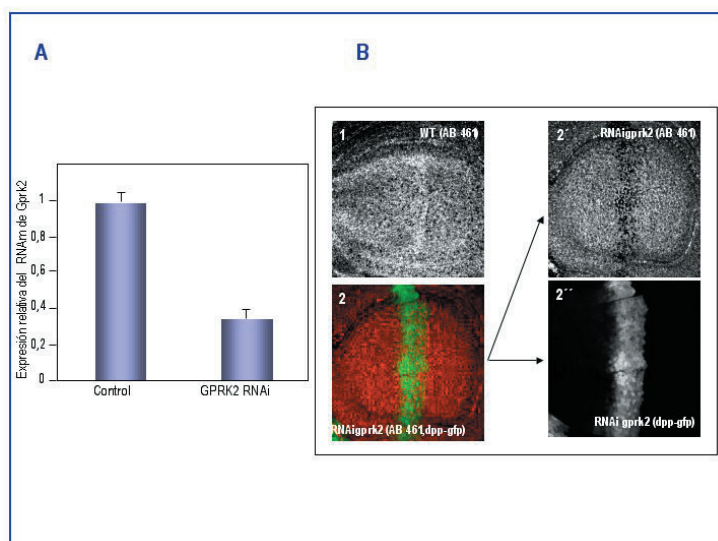 A
B
Expresión relativa del RNAm de Gprk2
1
0,8
0,6
0,4
0,2
0
Control
GPRK2 RNAi
1
WT (AB 461)
2´
RNAigprk2 (AB 461)
2
RNAigprk2 (AB 461,dpp-gfp)
2´´
RNAi gprk2 (dpp-gfp)